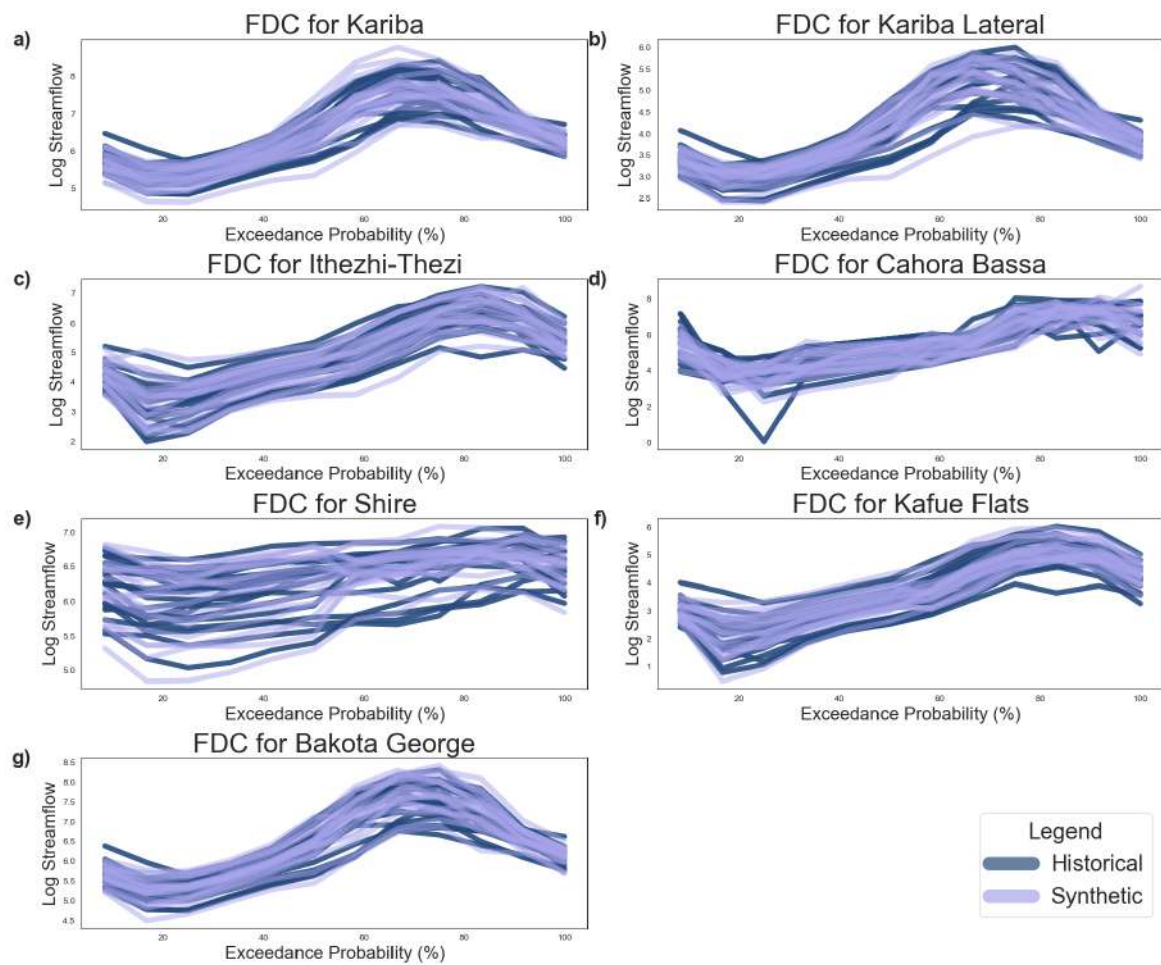 a)
FDC for Kariba
Log Streamflow
8
7
6
5
20
40
60
80
100
Exceedance Probability (%)
b)
FDC for Kariba Lateral
Log Streamflow
6.0
5.5
5.0
4.5
4.0
3.5
3.0
2.5
20
40
60
80
100
Exceedance Probability (%)
c)
FDC for Ithezhi-Thezi
Log Streamflow
7
6
5
4
3
2
20
40
60
80
100
Exceedance Probability (%)
d)
FDC for Cahora Bassa
Log Streamflow
8
6
4
2
0
20
40
60
80
100
Exceedance Probability (%)
e)
FDC for Shire
Log Streamflow
7.0
6.5
6.0
5.5
5.0
20
40
60
80
100
Exceedance Probability (%)
f)
FDC for Kafue Flats
Log Streamflow
6
5
4
3
2
1
20
40
60
80
100
Exceedance Probability (%)
g)
FDC for Bakota George
Log Streamflow
8.5
8.0
7.5
7.0
6.5
6.0
5.5
5.0
4.5
20
40
60
80
100
Exceedance Probability (%)
Legend
Historical
Synthetic